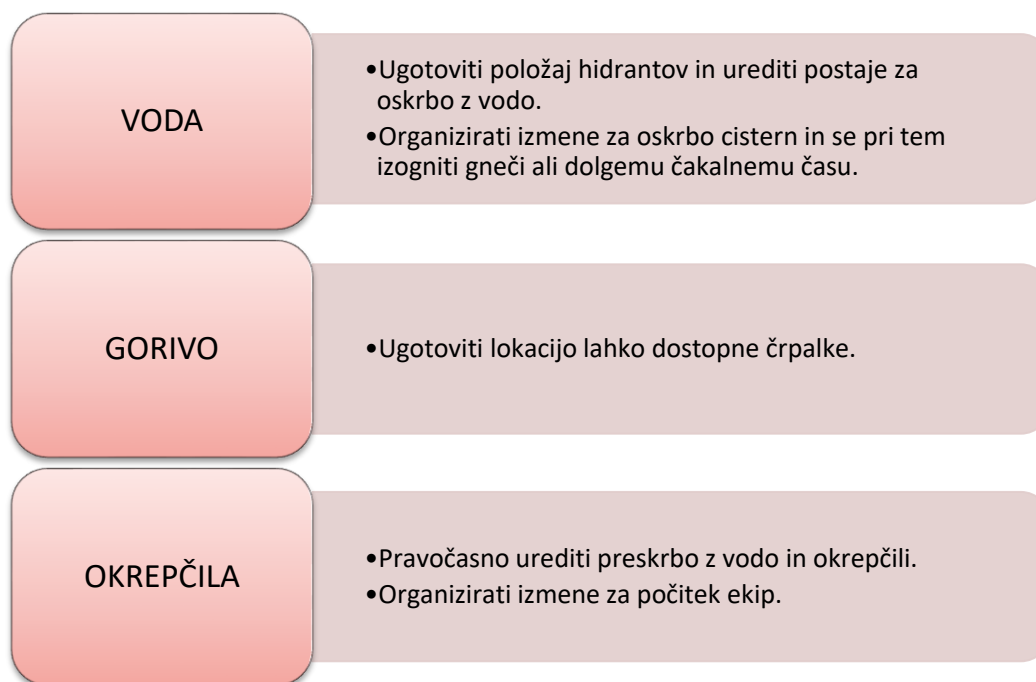 VODA
•Ugotoviti položaj hidrantov in urediti postaje za
oskrbo z vodo.
•Organizirati izmene za oskrbo cistern in se pri tem
izogniti gneči ali dolgemu čakalnemu času.
GORIVO
•Ugotoviti lokacijo lahko dostopne črpalke.
OKREPČILA
•Pravočasno urediti preskrbo z vodo in okrepčili.
•Organizirati izmene za počitek ekip.